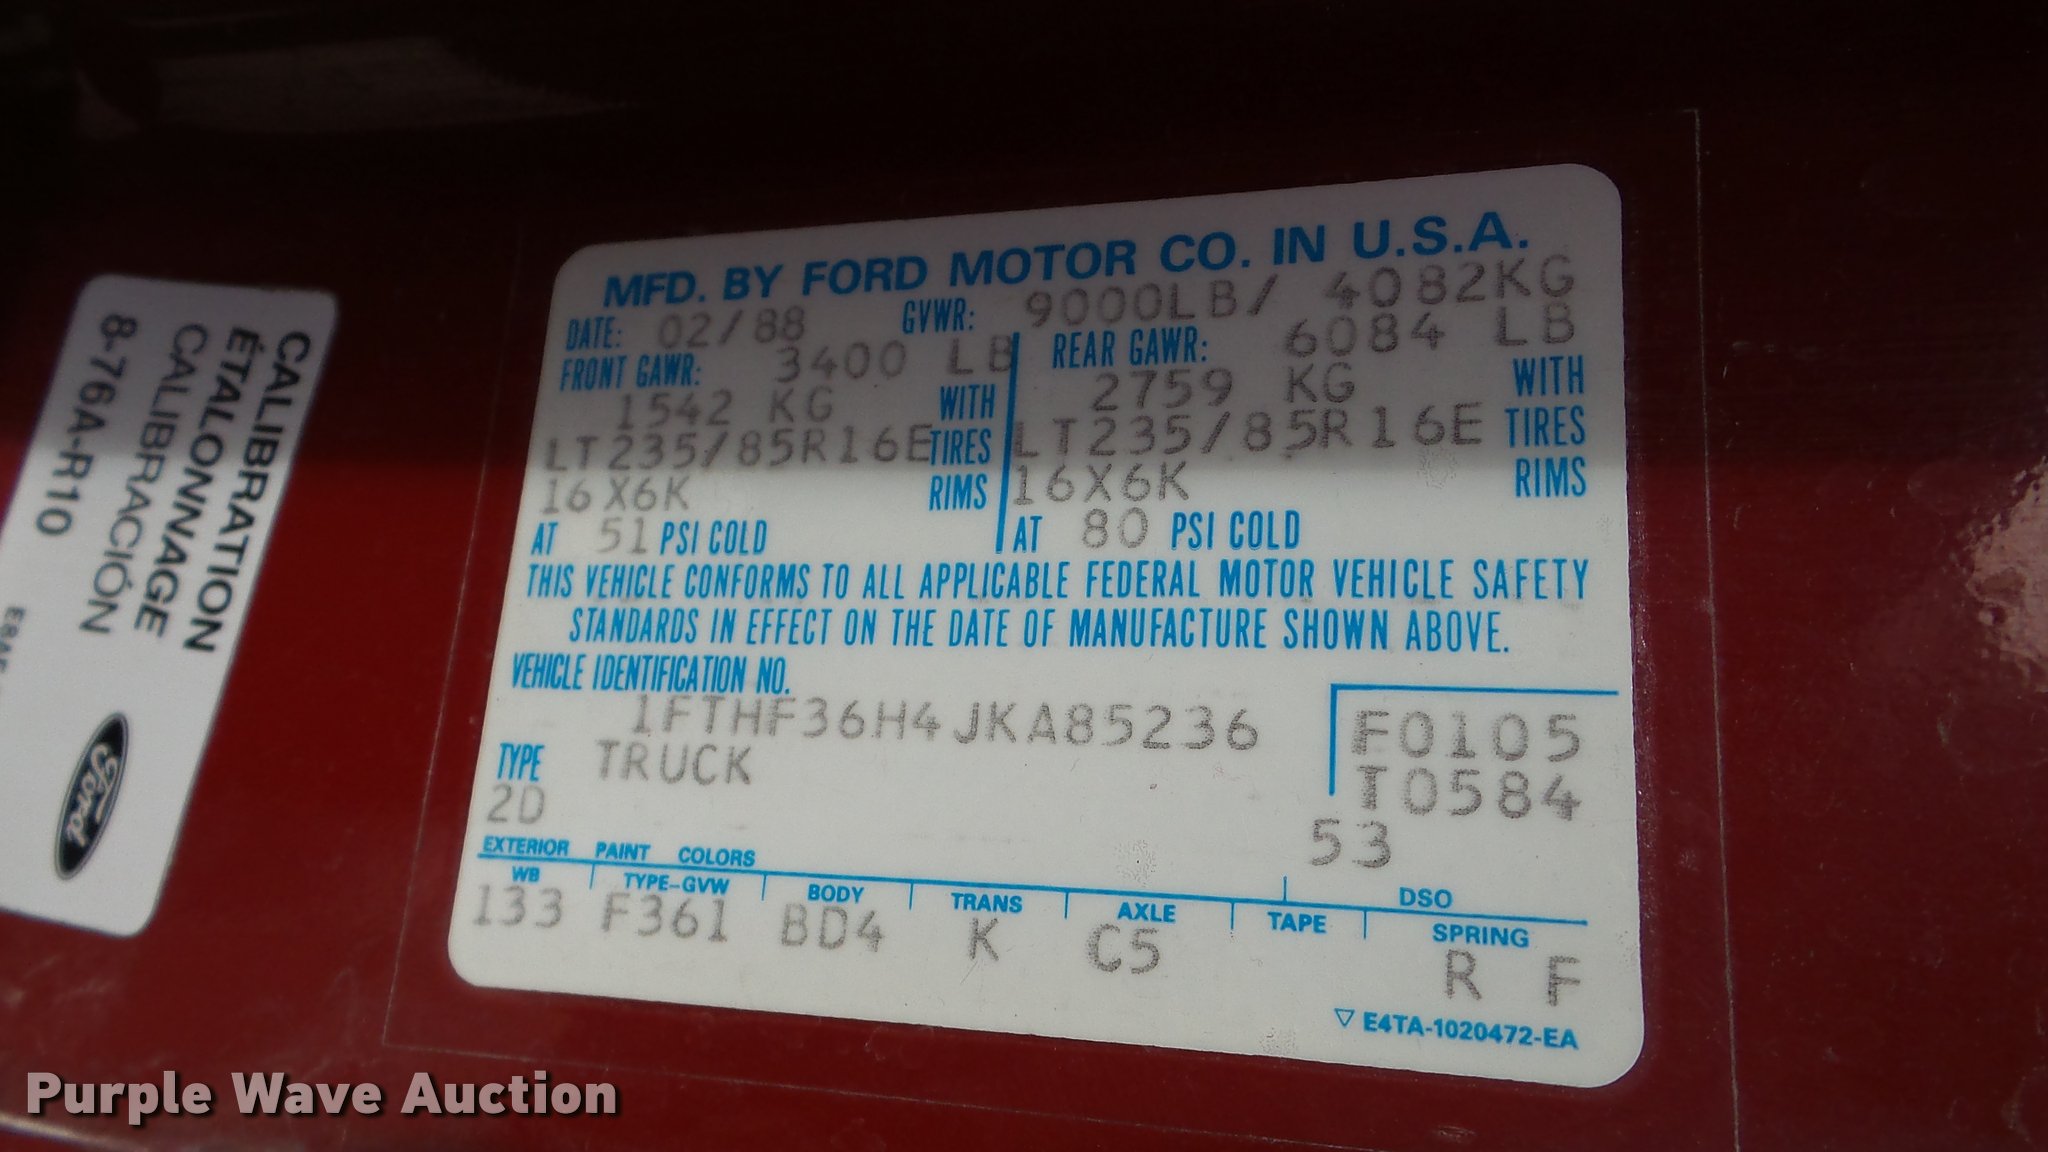 MFD. BY FORD MOTOR CO. IN U.S.A.
DATE: 02/88 GVWR: 9000LB/ 4082KG
FRONT GAWR: 3400 LB REAR GAWR: 6084 LB
1542 KG WITH 2759 KG WITH
LT235/85R16E TIRES LT235/85R16E TIRES
16X6K RIMS 16X6K RIMS
AT 51 PSI COLD AT 80 PSI COLD
THIS VEHICLE CONFORMS TO ALL APPLICABLE FEDERAL MOTOR VEHICLE SAFETY
STANDARDS IN EFFECT ON THE DATE OF MANUFACTURE SHOWN ABOVE.
VEHICLE IDENTIFICATION NO.
1FTHF36H4JKA85236
F0105
TYPE TRUCK
T0584
2D
53
EXTERIOR PAINT COLORS
DSO
WB TYPE-GVW BODY TRANS AXLE TAPE SPRING
133 F361 BD4 K C5 R F
E4TA-1020472-EA
CALIBRATION
ÉTALONNAGE
CALIBRACIÓN
8-76A-R10
Ford
Purple Wave Auction